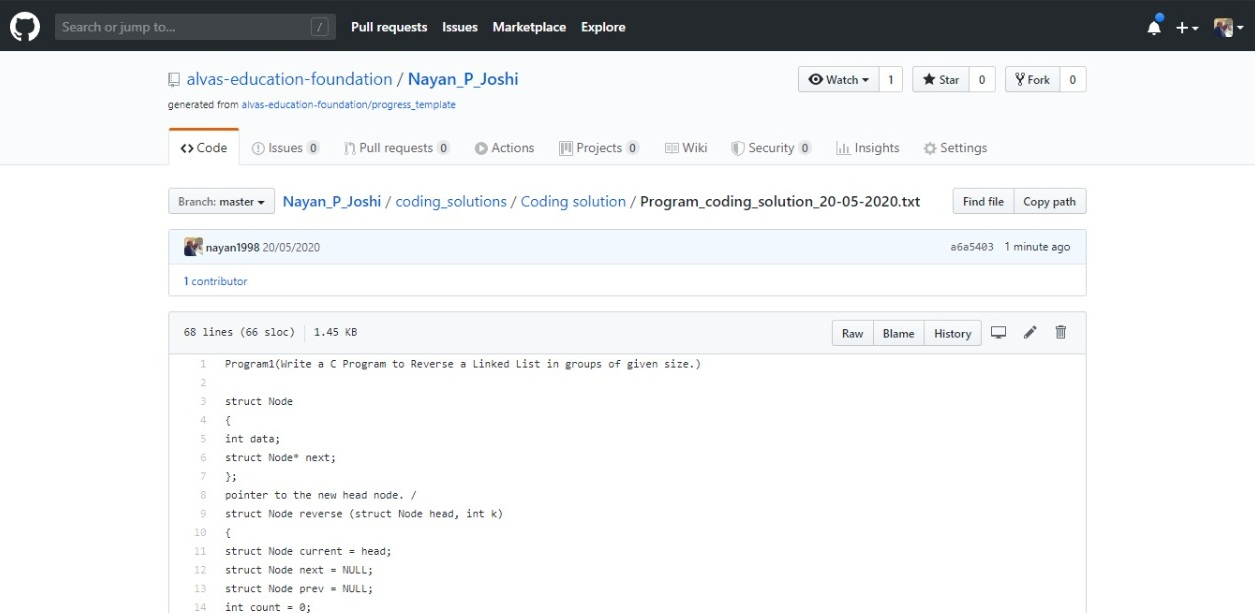 Search or jump to... / Pull requests Issues Marketplace Explore
alvas-education-foundation / Nayan_P_Joshi Watch 1 Star 0 Fork 0
generated from alvas-education-foundation/progress_template
Code Issues 0 Pull requests 0 Actions Projects 0 Wiki Security 0 Insights Settings
Branch: master Nayan_P_Joshi / coding_solutions / Coding solution / Program_coding_solution_20-05-2020.txt Find file Copy path
nayan1998 20/05/2020 a6a5403 1 minute ago
1 contributor
68 lines (66 sloc) 1.45 KB Raw Blame History
1 Program1(Write a C Program to Reverse a Linked List in groups of given size.)
2
3 struct Node
4 {
5 int data;
6 struct Node* next;
7 };
8 pointer to the new head node. /
9 struct Node reverse (struct Node head, int k)
10 {
11 struct Node current = head;
12 struct Node next = NULL;
13 struct Node prev = NULL;
14 int count = 0;